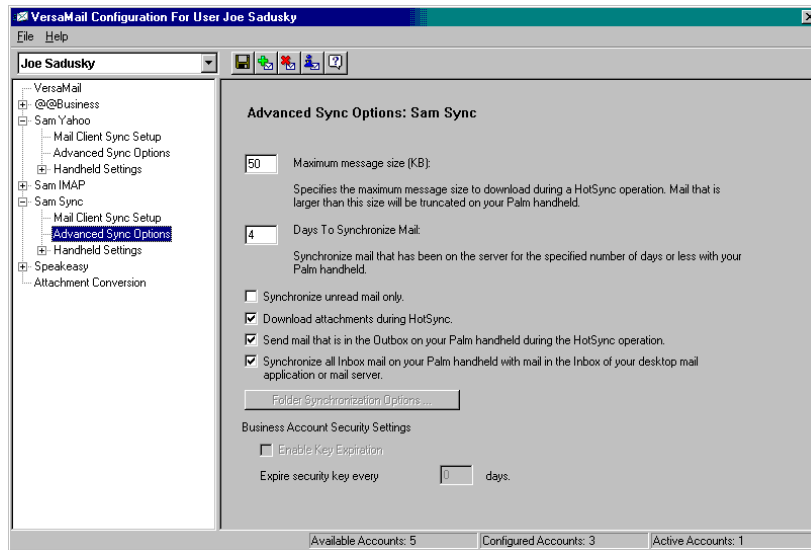 VersaMail Configuration For User Joe Sadusky
File Help
Joe Sadusky
VersaMail
@@Business
Sam Yahoo
Mail Client Sync Setup
Advanced Sync Options
Handheld Settings
Sam IMAP
Sam Sync
Mail Client Sync Setup
Advanced Sync Options
Handheld Settings
Speakeasy
Attachment Conversion
Advanced Sync Options: Sam Sync
50 Maximum message size (KB):
Specifies the maximum message size to download during a HotSync operation. Mail that is
larger than this size will be truncated on your Palm handheld.
4 Days To Synchronize Mail:
Synchronize mail that has been on the server for the specified number of days or less with your
Palm handheld.
Synchronize unread mail only.
Download attachments during HotSync.
Send mail that is in the Outbox on your Palm handheld during the HotSync operation.
Synchronize all Inbox mail on your Palm handheld with mail in the Inbox of your desktop mail
application or mail server.
Folder Synchronization Options ...
Business Account Security Settings
Enable Key Expiration
Expire security key every 0 days.
Available Accounts: 5 Configured Accounts: 3 Active Accounts: 1